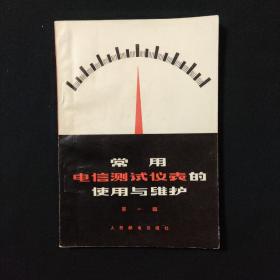 常用
电信测试仪表的
使用与维护
第一辑
人民邮电出版社